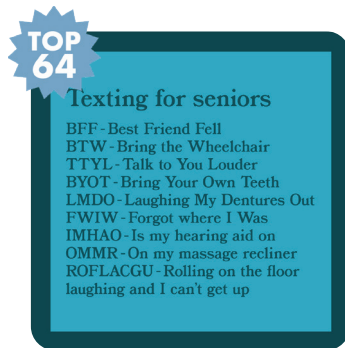 TOP
64
Texting for seniors
BFF-Best Friend Fell
BTW-Bring the Wheelchair
TTYL-Talk to You Louder
BYOT-Bring Your Own Teeth
LMDO-Laughing My Dentures Out
FWIW-Forgot where I Was
IMHAO-Is my hearing aid on
OMMR-On my massage recliner
ROFLACGU-Rolling on the floor
laughing and I can't get up